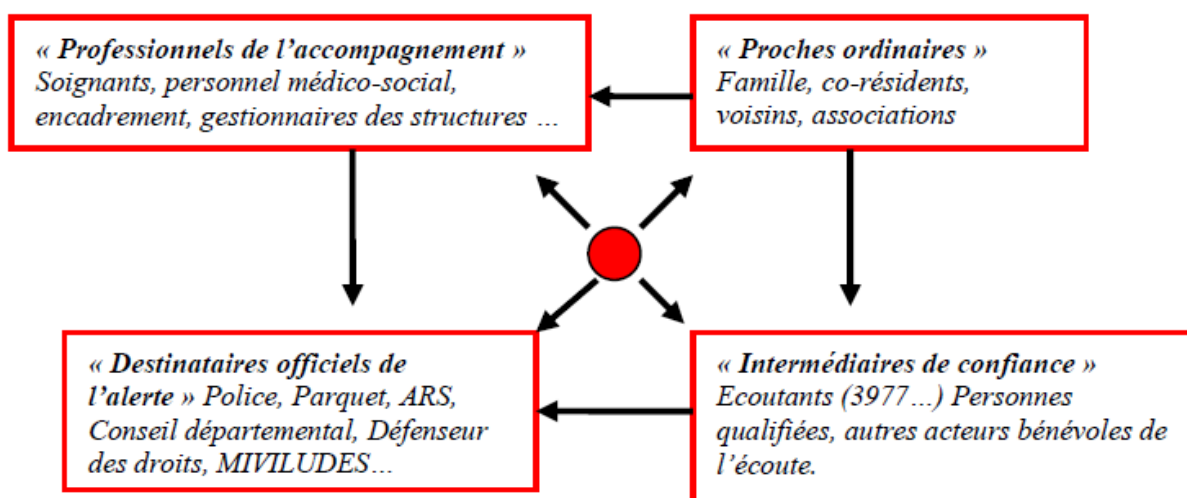 « Professionnels de l’accompagnement »
Soignants, personnel médico-social,
encadrement, gestionnaires des structures …
« Proches ordinaires »
Famille, co-résidents,
voisins, associations
« Destinataires officiels de
l’alerte » Police, Parquet, ARS,
Conseil départemental, Défenseur
des droits, MIVILUDES…
« Intermédiaires de confiance »
Ecoutants (3977…) Personnes
qualifiées, autres acteurs bénévoles de
l’écoute.